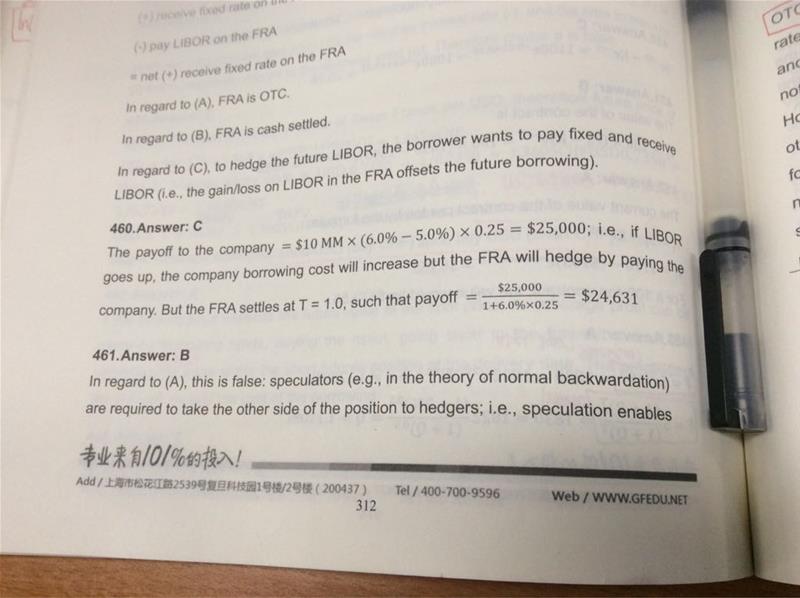 (+) receive fixed rate on the
(-) pay LIBOR on the FRA
= net (+) receive fixed rate on the FRA
In regard to (A), FRA is OTC.
In regard to (B), FRA is cash settled.
In regard to (C), to hedge the future LIBOR, the borrower wants to pay fixed and receive
LIBOR (i.e., the gain/loss on LIBOR in the FRA offsets the future borrowing).
460.Answer: C
The payoff to the company = $10 MM × (6.0% − 5.0%) × 0.25 = $25,000; i.e., if LIBOR
goes up, the company borrowing cost will increase but the FRA will hedge by paying the
company. But the FRA settles at T = 1.0, such that payoff = $25,000 / 1+6.0%×0.25 = $24,631
461.Answer: B
In regard to (A), this is false: speculators (e.g., in the theory of normal backwardation)
are required to take the other side of the position to hedgers; i.e., speculation enables
专业来自101%的投入!
Add / 上海市松花江路2539号复旦科技园1号楼/2号楼 ( 200437 ) Tel / 400-700-9596 Web / WWW.GFEDU.NET
312
OTC
rate
and
not